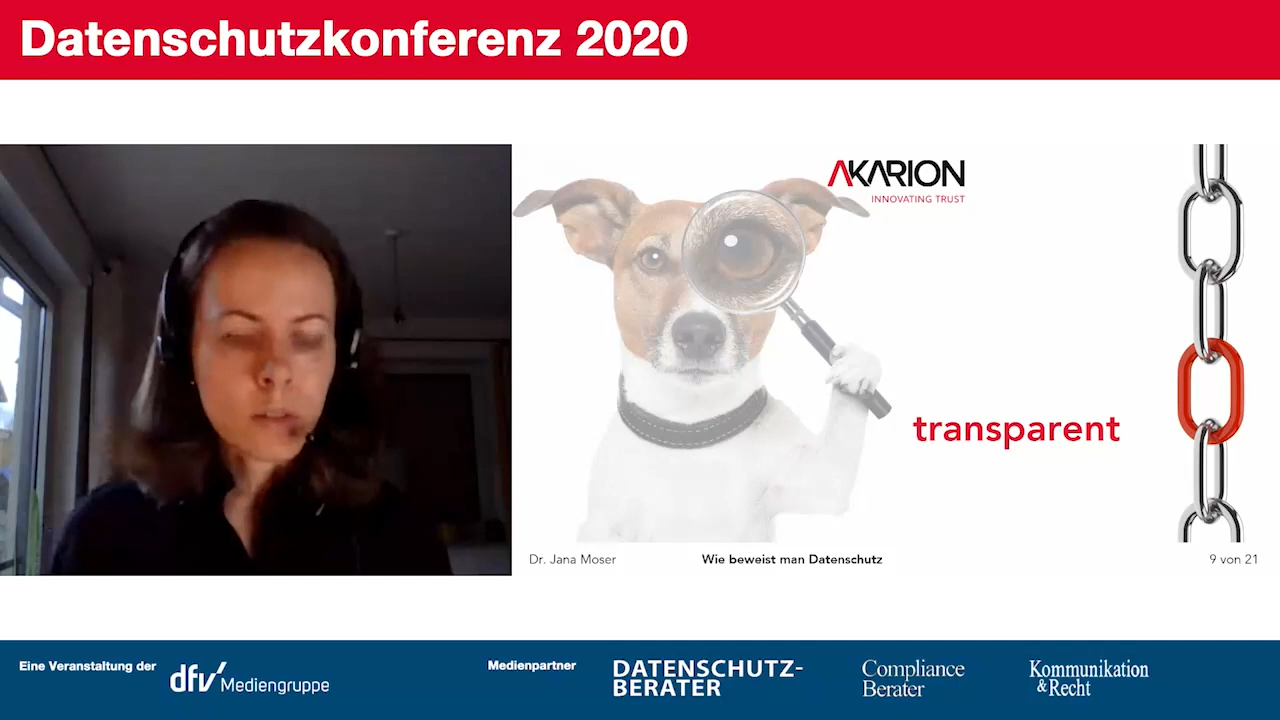 Datenschutzkonferenz 2020
AKARION
INNOVATING TRUST
transparent
Dr. Jana Moser
Wie beweist man Datenschutz
9 von 21
Eine Veranstaltung der
dfv Mediengruppe
Medienpartner
DATENSCHUTZ-
BERATER
Compliance
Berater
Kommunikation
&Recht